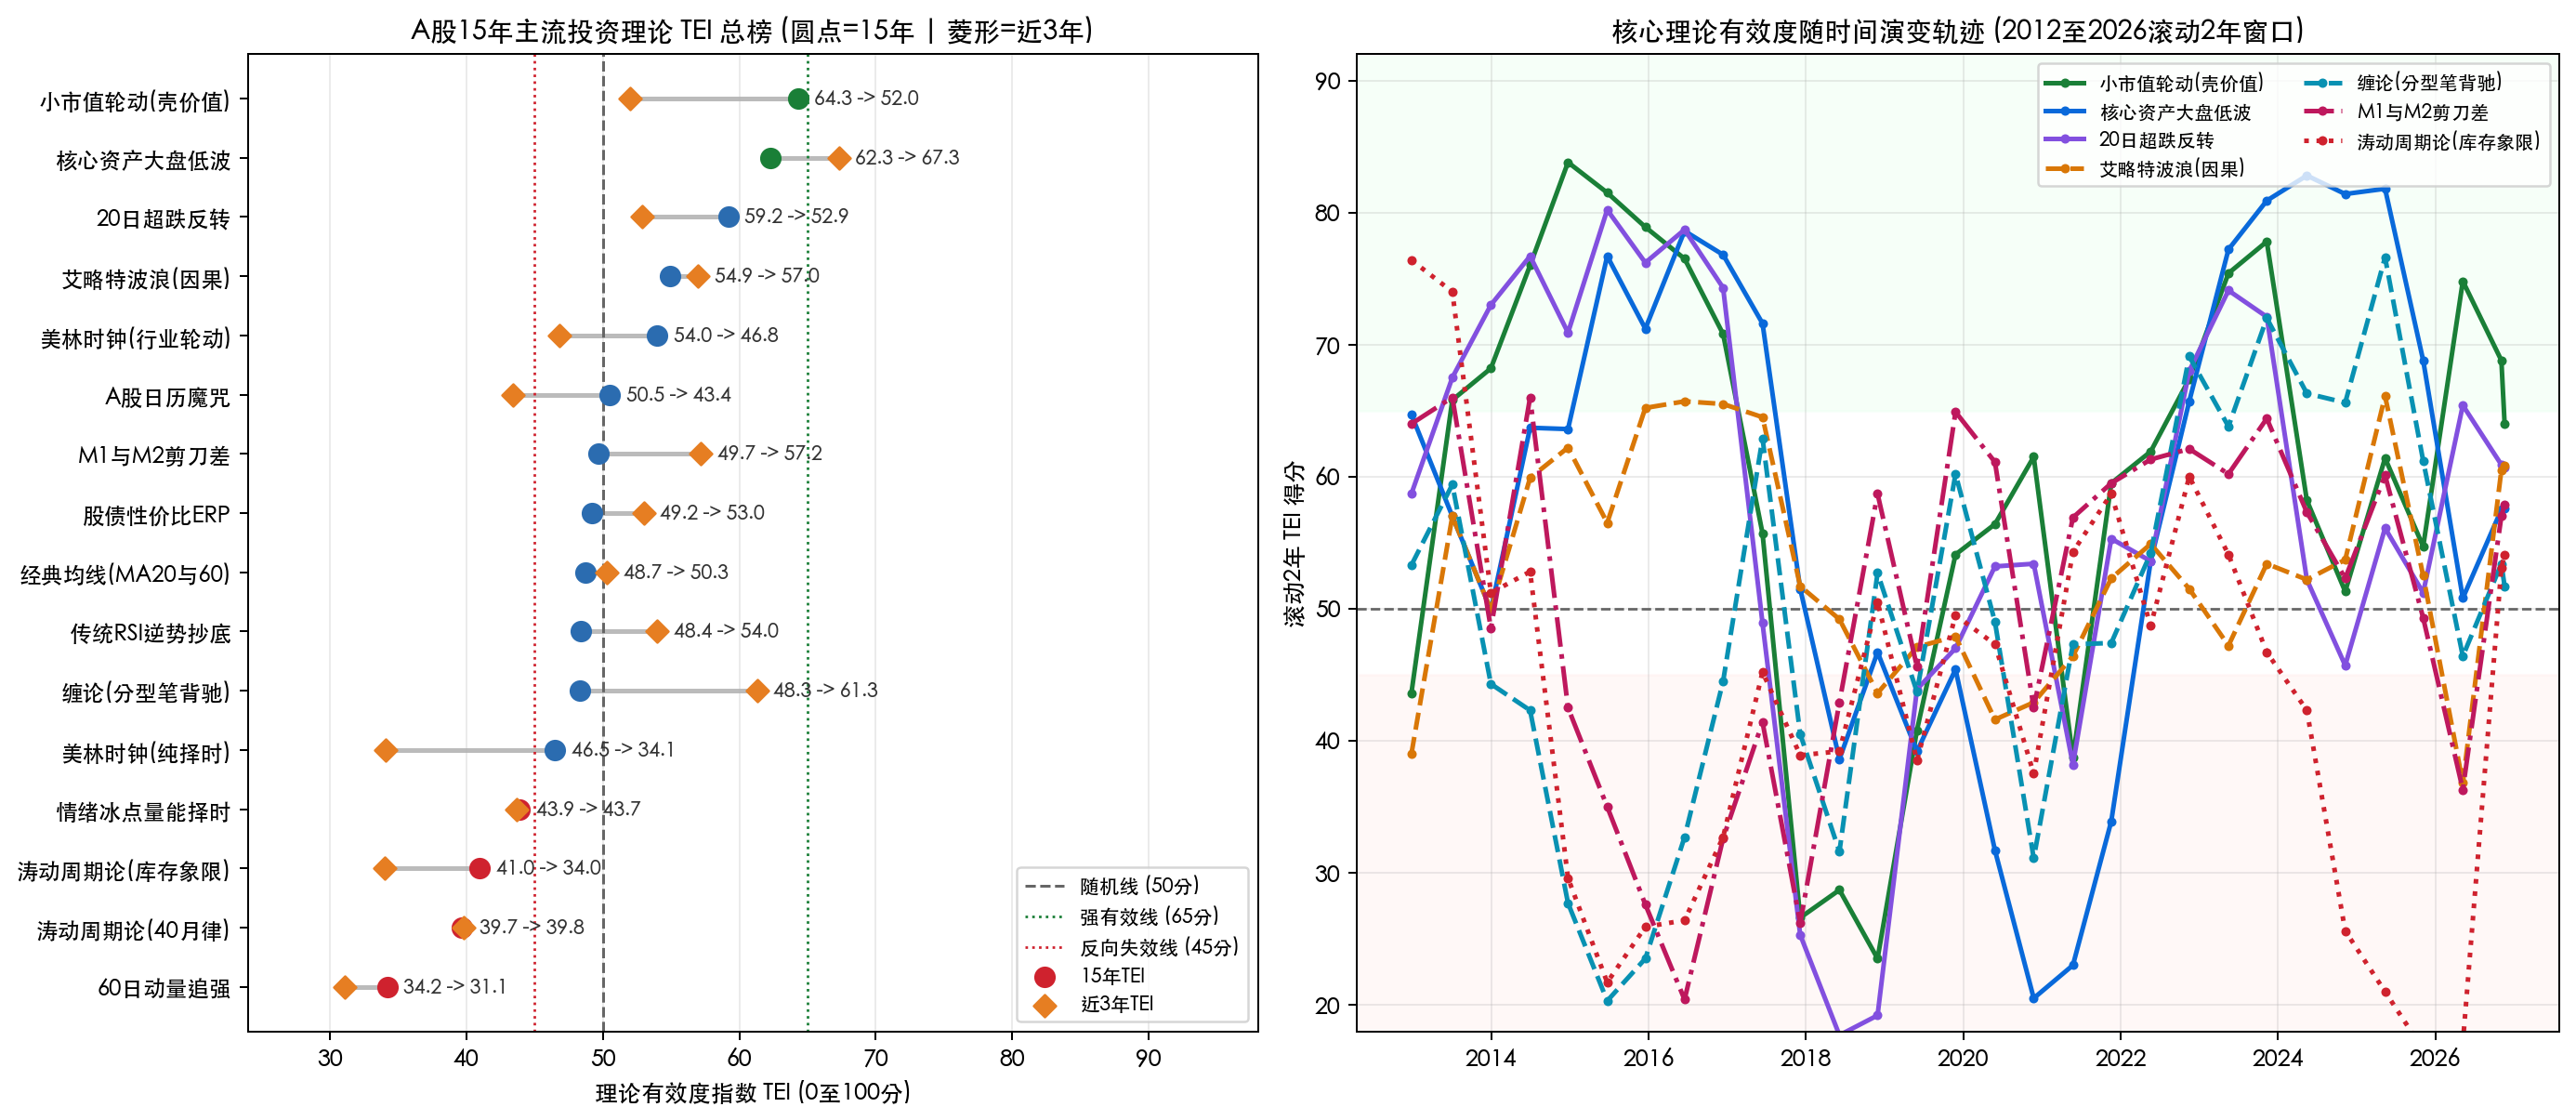 A股15年主流投资理论 TEI 总榜 (圆点=15年 | 菱形=近3年)
小市值轮动(壳价值)
64.3 -> 52.0
核心资产大盘低波
62.3 -> 67.3
20日超跌反转
59.2 -> 52.9
艾略特波浪(因果)
54.9 -> 57.0
美林时钟(行业轮动)
54.0 -> 46.8
A股日历魔咒
50.5 -> 43.4
M1与M2剪刀差
49.7 -> 57.2
股债性价比ERP
49.2 -> 53.0
经典均线(MA20与60)
48.7 -> 50.3
传统RSI逆势抄底
48.4 -> 54.0
缠论(分型笔背驰)
48.3 -> 61.3
美林时钟(纯择时)
46.5 -> 34.1
情绪冰点量能择时
43.9 -> 43.7
涛动周期论(库存象限)
41.0 -> 34.0
涛动周期论(40月律)
39.7 -> 39.8
60日动量追强
34.2 -> 31.1
随机线 (50分)
强有效线 (65分)
反向失效线 (45分)
15年TEI
近3年TEI
30 40 50 60 70 80 90
理论有效度指数 TEI (0至100分)
核心理论有效度随时间演变轨迹 (2012至2026滚动2年窗口)
小市值轮动(壳价值)
核心资产大盘低波
20日超跌反转
艾略特波浪(因果)
缠论(分型笔背驰)
M1与M2剪刀差
涛动周期论(库存象限)
滚动2年 TEI 得分
90
80
70
60
50
40
30
20
2014 2016 2018 2020 2022 2024 2026